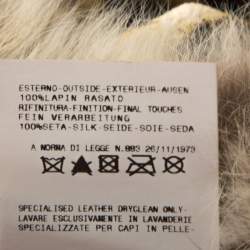 ESTERNO-OUTSIDE-EXTERIEUR-AUSEN
100%LAPIN RASATO
RIFINITURA-FINITION-FINAL TOUCHES
FEIN VERARBEITUNG
100%SETA-SILK-SEIDE-SOIE-SEDA
A NORMA DI LEGGE N.883 26/11/1973
SPECIALISED LEATHER DRYCLEAN ONLY-
LAVARE ESCLUSIVAMENTE IN LAVANDERIA
SPECIALIZZATE PER CAPI IN PELLE-